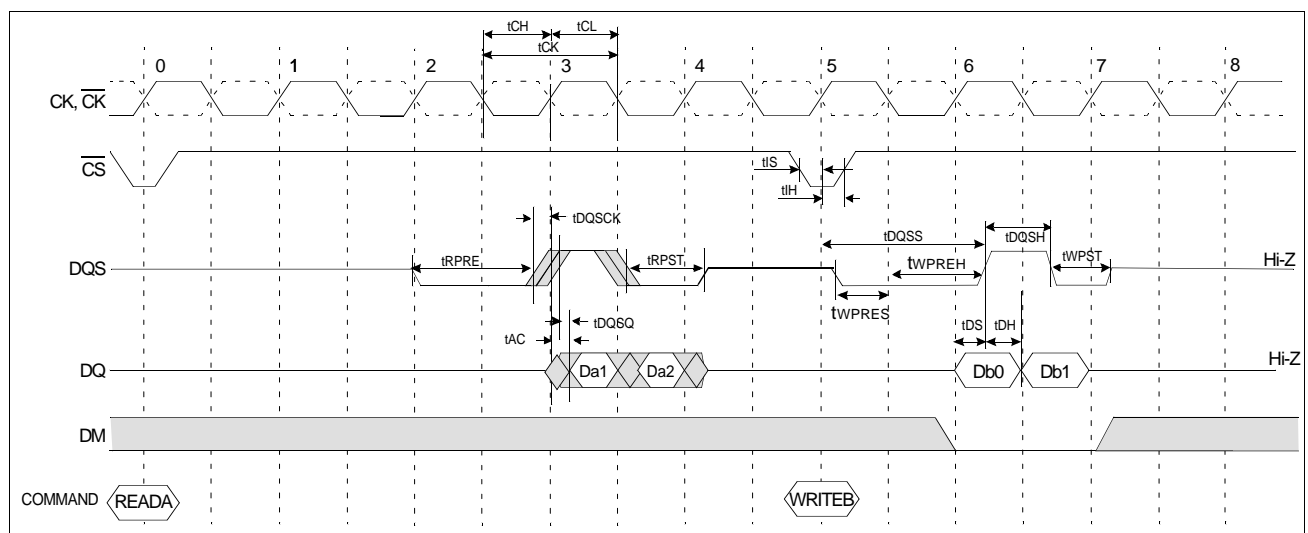 tCH tCL
tCK
0 1 2 3 4 5 6 7 8
CK, CK
CS
tIS
tIH
tDQSCK
tDQSS
tDQSH
DQS
tRPRE
tRPST
tWPREH
tWPST
Hi-Z
tWPRES
tDQSQ
tAC
tDS tDH
DQ
Da1 Da2
Db0 Db1
Hi-Z
DM
COMMAND READA WRITEB